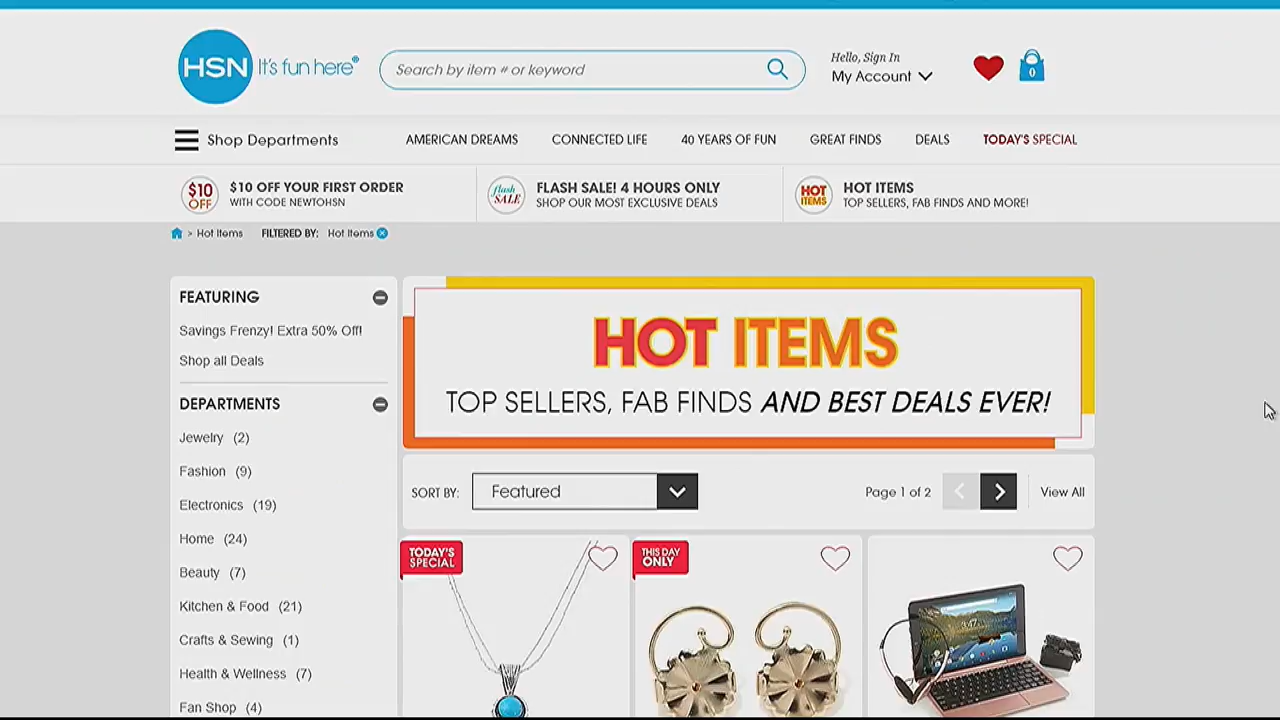 HSN It's fun here®
Search by item # or keyword
Hello, Sign In
My Account
0
Shop Departments
AMERICAN DREAMS
CONNECTED LIFE
40 YEARS OF FUN
GREAT FINDS
DEALS
TODAY'S SPECIAL
$10 OFF
$10 OFF YOUR FIRST ORDER
WITH CODE NEWTOHSN
flash SALE
FLASH SALE! 4 HOURS ONLY
SHOP OUR MOST EXCLUSIVE DEALS
HOT ITEMS
HOT ITEMS
TOP SELLERS, FAB FINDS AND MORE!
> Hot Items FILTERED BY: Hot Items
FEATURING
Savings Frenzy! Extra 50% Off!
Shop all Deals
DEPARTMENTS
Jewelry (2)
Fashion (9)
Electronics (19)
Home (24)
Beauty (7)
Kitchen & Food (21)
Crafts & Sewing (1)
Health & Wellness (7)
Fan Shop (4)
HOT ITEMS
TOP SELLERS, FAB FINDS AND BEST DEALS EVER!
SORT BY: Featured
Page 1 of 2
View All
TODAY'S
SPECIAL
THIS DAY
ONLY
3:47